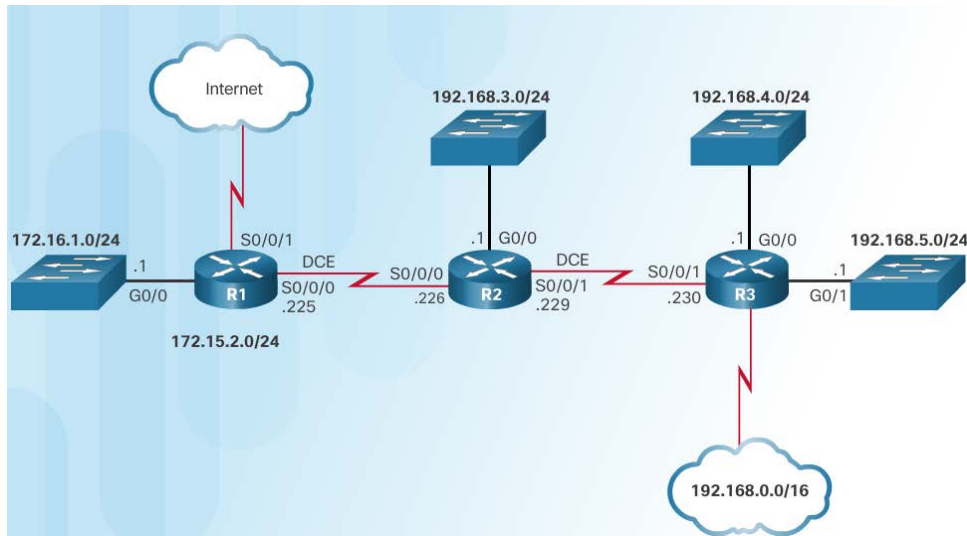 Internet
192.168.3.0/24
192.168.4.0/24
172.16.1.0/24
S0/0/1
.1
G0/0
.1
G0/0
192.168.5.0/24
.1
G0/0
R1
DCE
S0/0/0
.225
S0/0/0
.226
R2
DCE
S0/0/1
.229
S0/0/1
.230
R3
.1
G0/1
172.15.2.0/24
192.168.0.0/16